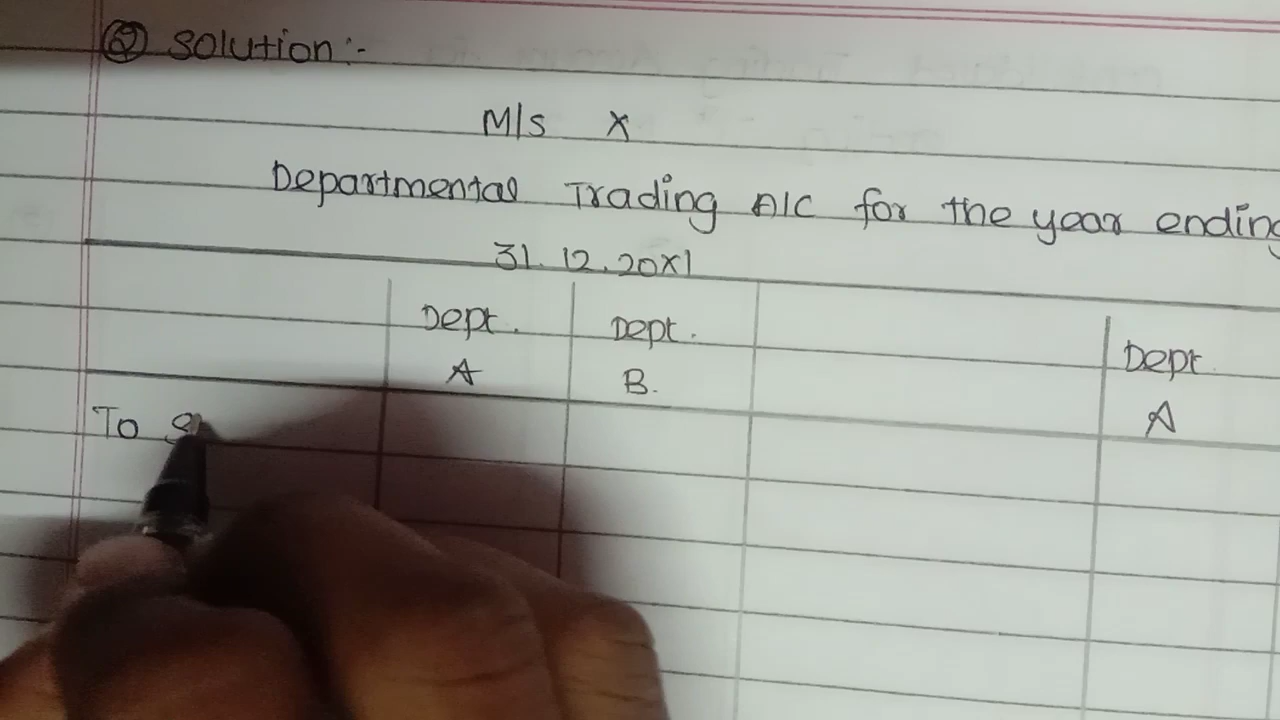 Q Solution:-
M/s X
Departmental Trading A/C for the year ending
31.12.20X1
Dept. Dept. Dept
A B. A
To